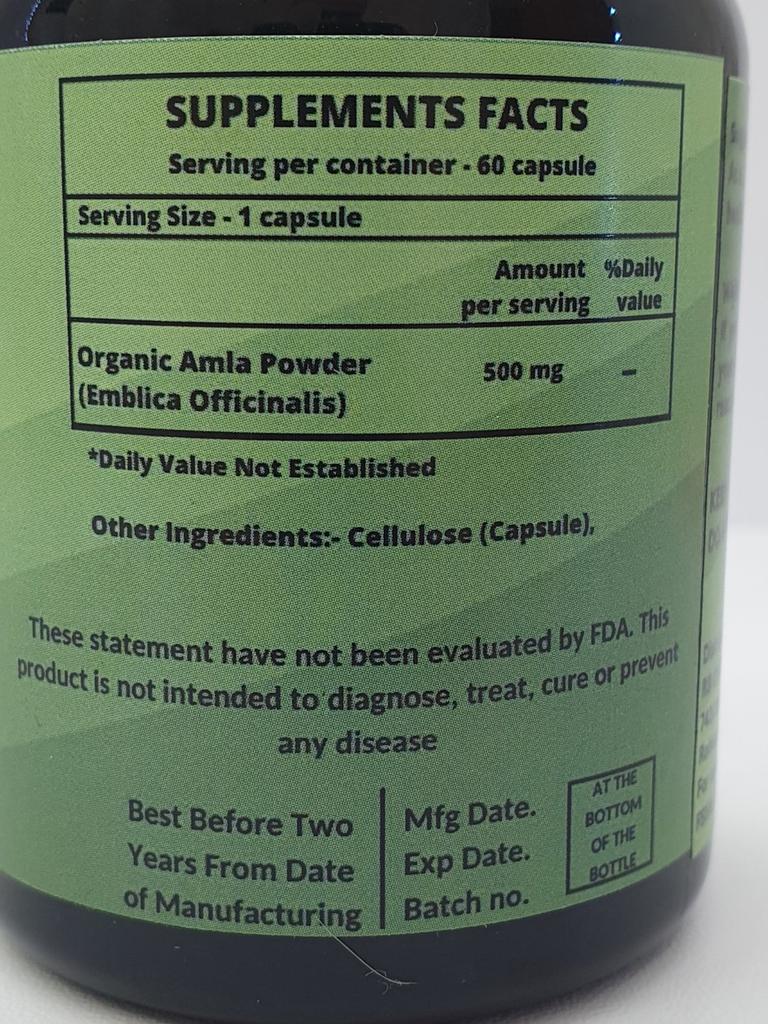 SUPPLEMENTS FACTS
Serving per container - 60 capsule
Serving Size - 1 capsule
Amount %Daily
per serving value
Organic Amla Powder 500 mg –
(Emblica Officinalis)
*Daily Value Not Established
Other Ingredients:- Cellulose (Capsule),
These statement have not been evaluated by FDA. This
product is not intended to diagnose, treat, cure or prevent
any disease
Best Before Two
Years From Date
of Manufacturing
Mfg Date.
Exp Date.
Batch no.
AT THE
BOTTOM
OF THE
BOTTLE